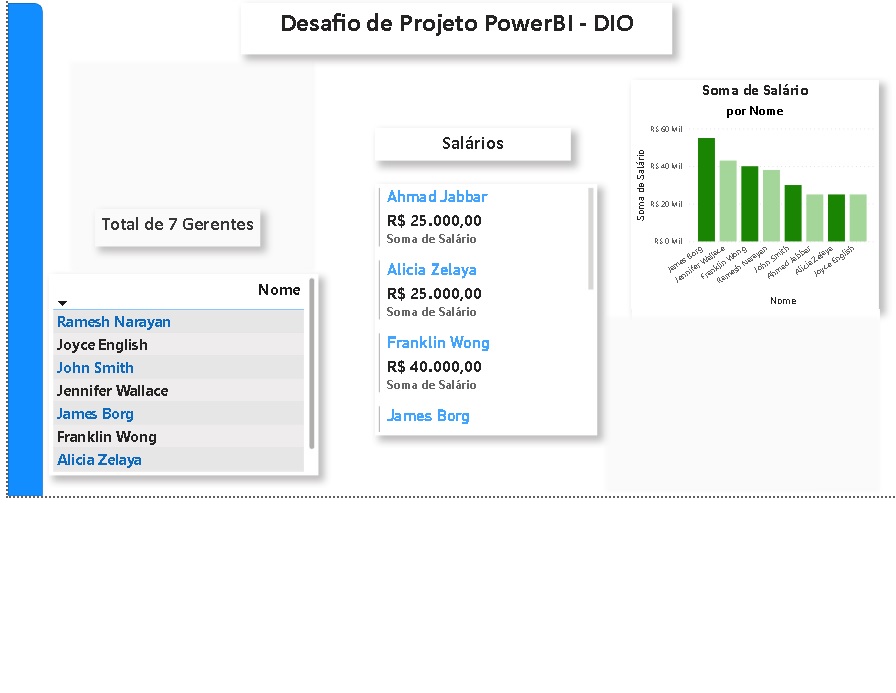 Desafio de Projeto PowerBI - DIO
Total de 7 Gerentes
Nome
Ramesh Narayan
Joyce English
John Smith
Jennifer Wallace
James Borg
Franklin Wong
Alicia Zelaya
Salários
Ahmad Jabbar
R$ 25.000,00
Soma de Salário
Alicia Zelaya
R$ 25.000,00
Soma de Salário
Franklin Wong
R$ 40.000,00
Soma de Salário
James Borg
Soma de Salário
por Nome
Soma de Salário
R$ 60 Mil
R$ 40 Mil
R$ 20 Mil
R$ 0 Mil
James Borg
Jennifer Wallace
Franklin Wong
Ramesh Narayan
John Smith
Ahmad Jabbar
Alicia Zelaya
Joyce English
Nome